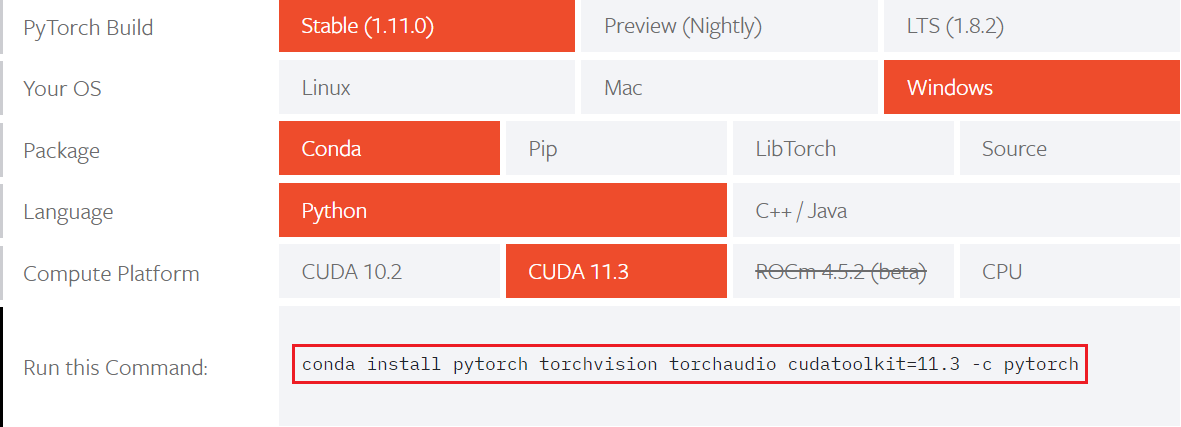 PyTorch Build Stable (1.11.0) Preview (Nightly) LTS (1.8.2)
Your OS Linux Mac Windows
Package Conda Pip LibTorch Source
Language Python C++ / Java
Compute Platform CUDA 10.2 CUDA 11.3 ROCm 4.5.2 (beta) CPU
Run this Command: conda install pytorch torchvision torchaudio cudatoolkit=11.3 -c pytorch